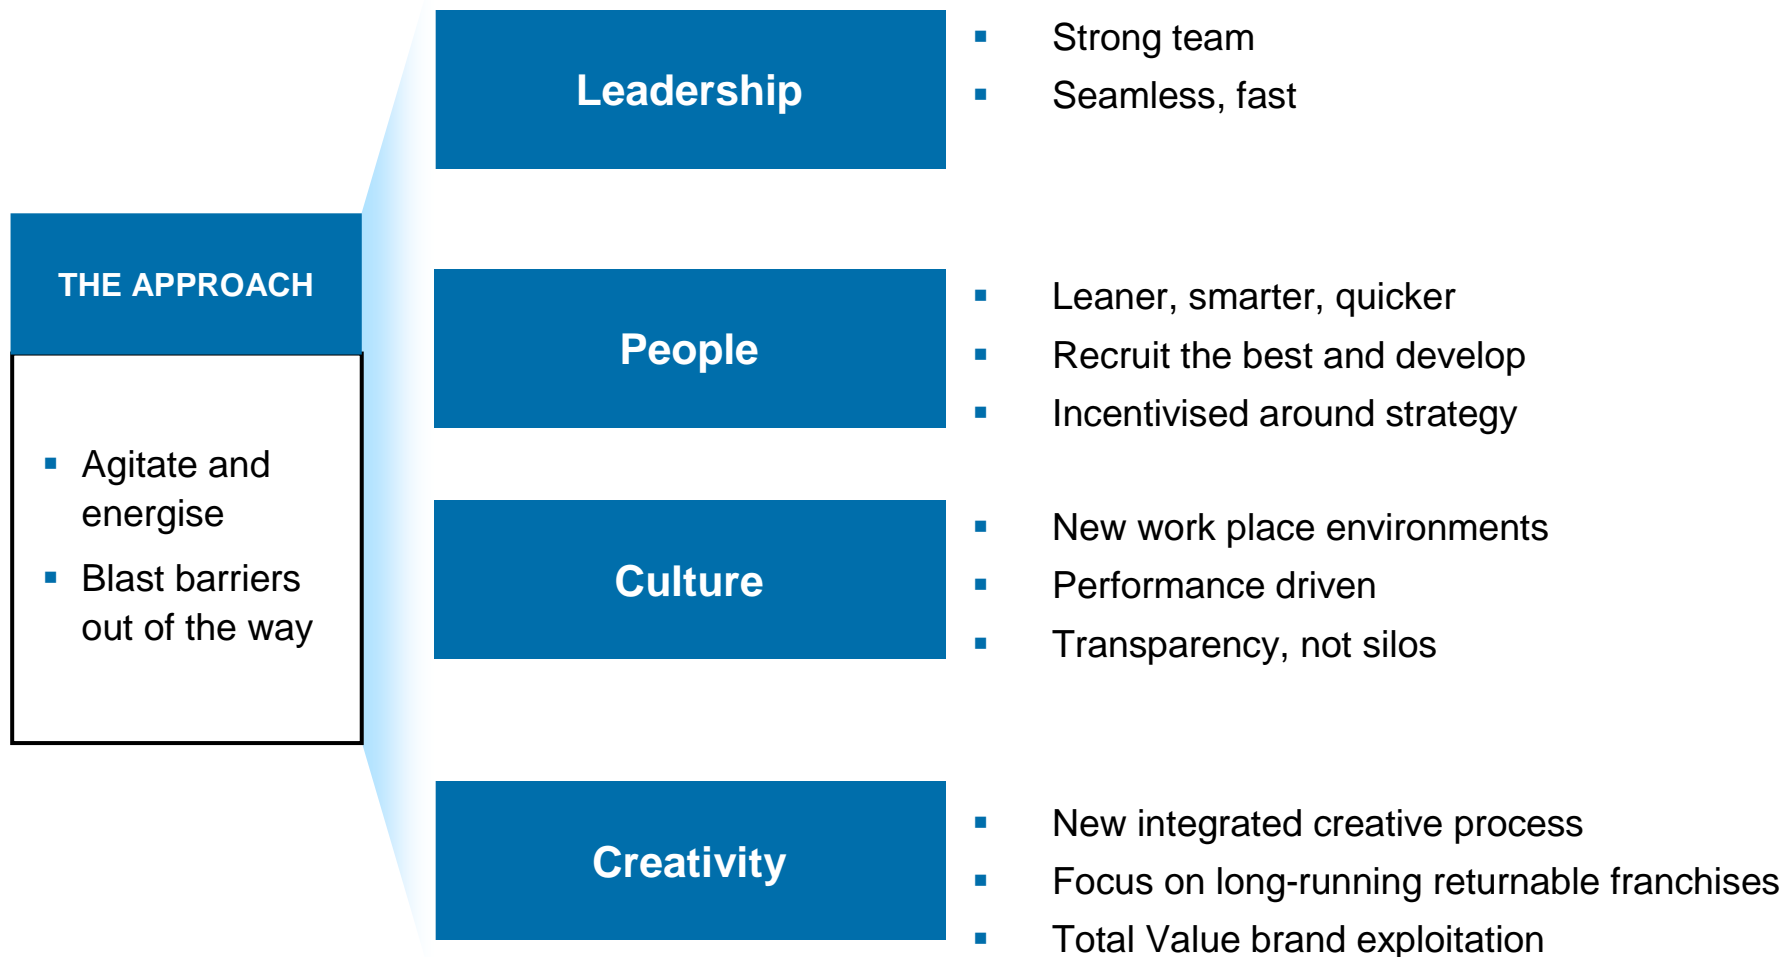 THE APPROACH
▪ Agitate and
energise
▪ Blast barriers
out of the way
Leadership
▪ Strong team
▪ Seamless, fast
People
▪ Leaner, smarter, quicker
▪ Recruit the best and develop
▪ Incentivised around strategy
Culture
▪ New work place environments
▪ Performance driven
▪ Transparency, not silos
Creativity
▪ New integrated creative process
▪ Focus on long-running returnable franchises
▪ Total Value brand exploitation